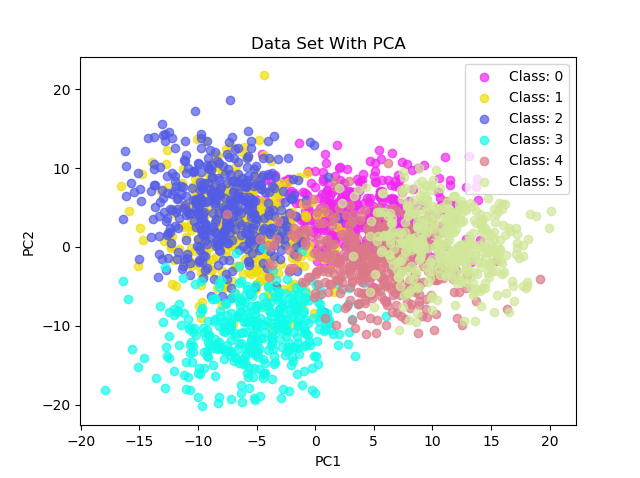 Data Set With PCA
Class: 0
Class: 1
Class: 2
Class: 3
Class: 4
Class: 5
20
10
0
−10
−20
PC2
−20 −15 −10 −5 0 5 10 15 20
PC1